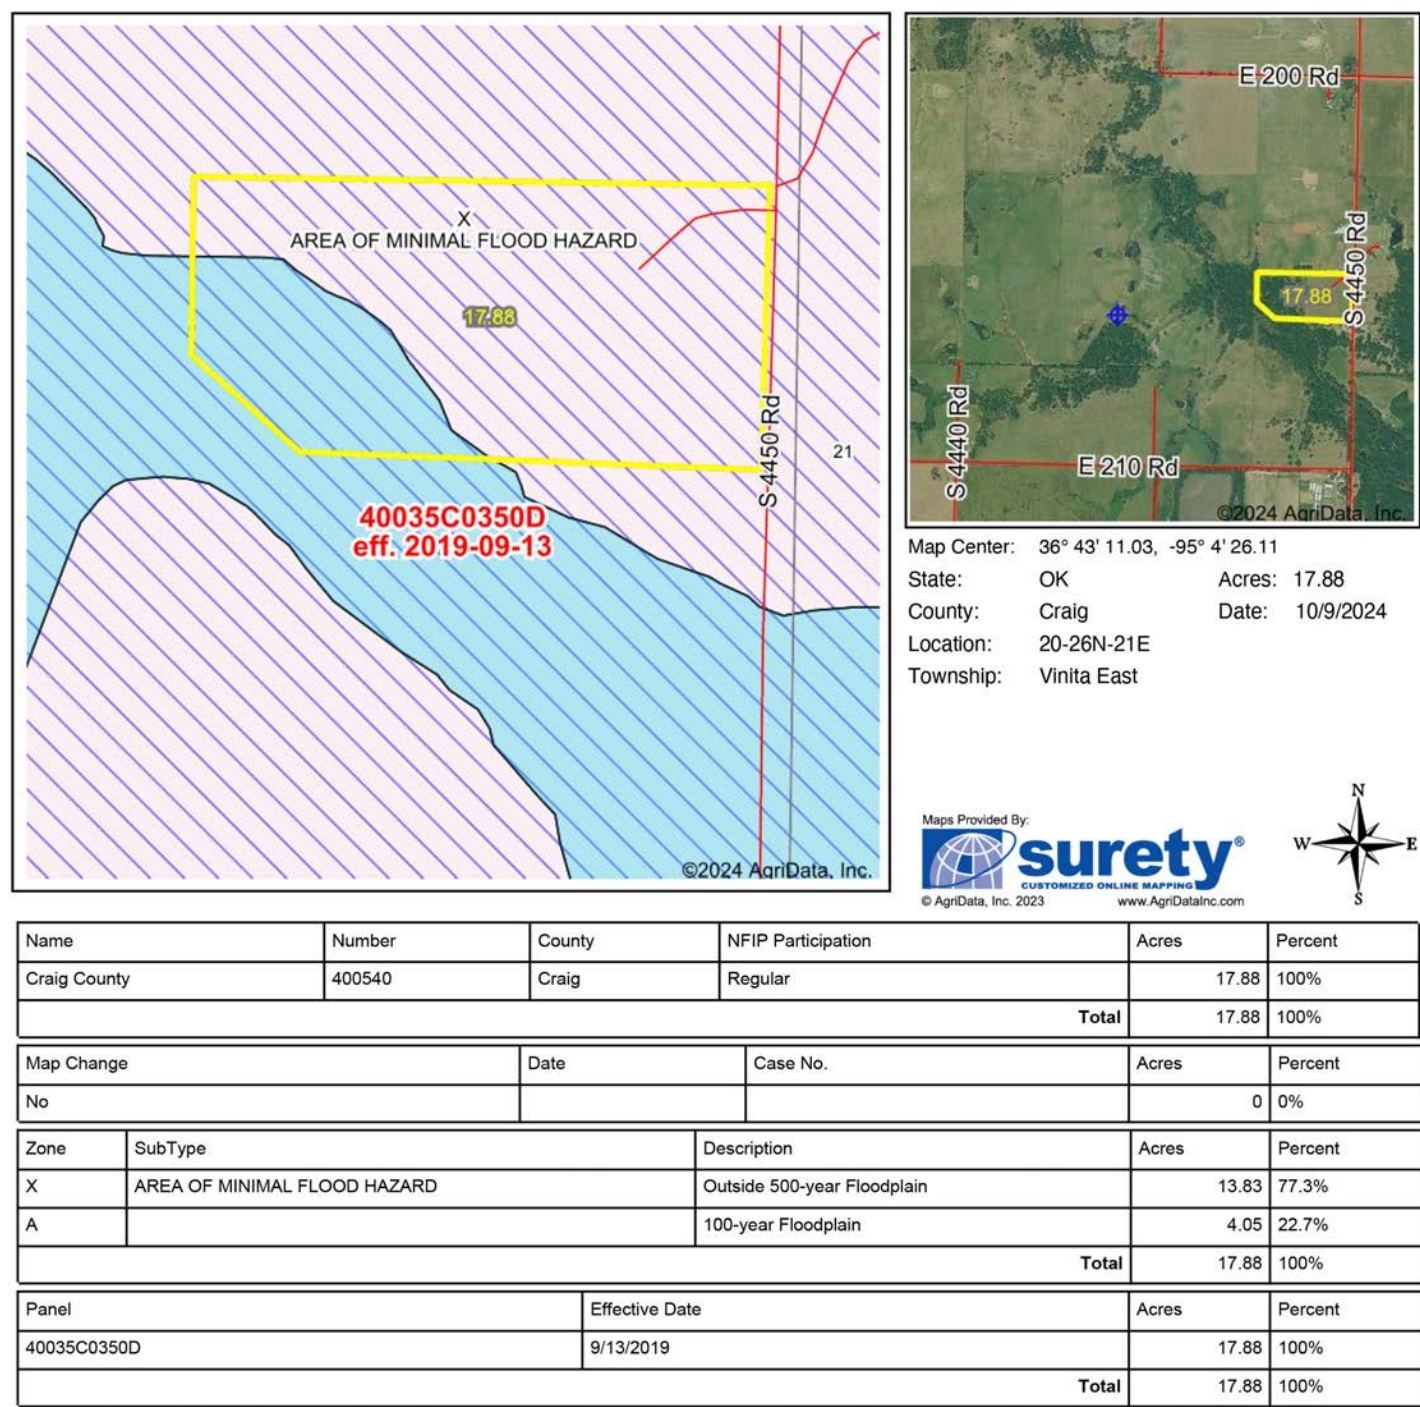 X
AREA OF MINIMAL FLOOD HAZARD
17.88
S 4450 Rd
21
40035C0350D
eff. 2019-09-13
©2024 AgriData, Inc.
E 200 Rd
S 4450 Rd
17.88
S 4440 Rd
E 210 Rd
©2024 AgriData, Inc.
Map Center: 36° 43' 11.03, -95° 4' 26.11
State: OK Acres: 17.88
County: Craig Date: 10/9/2024
Location: 20-26N-21E
Township: Vinita East
Maps Provided By:
surety®
CUSTOMIZED ONLINE MAPPING
© AgriData, Inc. 2023 www.AgriDataInc.com
N
W E
S
Name Number County NFIP Participation Acres Percent
Craig County 400540 Craig Regular 17.88 100%
Total 17.88 100%
Map Change Date Case No. Acres Percent
No 0 0%
Zone SubType Description Acres Percent
X AREA OF MINIMAL FLOOD HAZARD Outside 500-year Floodplain 13.83 77.3%
A 100-year Floodplain 4.05 22.7%
Total 17.88 100%
Panel Effective Date Acres Percent
40035C0350D 9/13/2019 17.88 100%
Total 17.88 100%